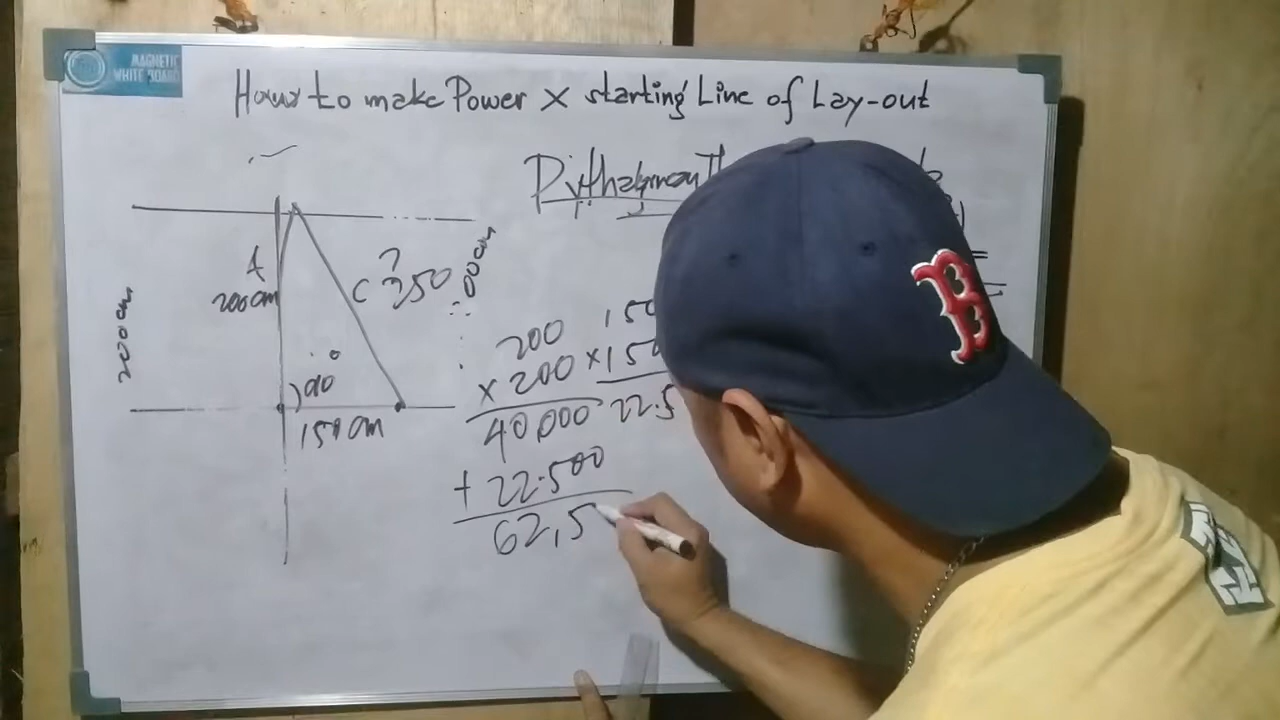 MAGNETIC
WHITE BOARD
How to make Power X starting Line of Lay-out
A
200cm
C ? 250
200cm
00cm
90°
150cm
200
× 200
40,000
150
×150
22.5
+ 22.500
62,5
B